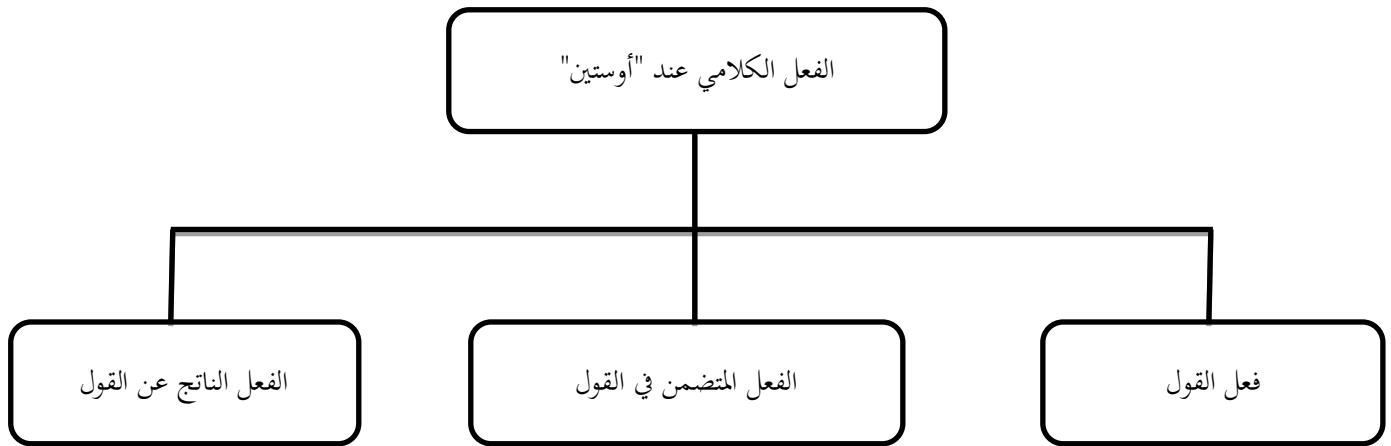 الفعل الكلامي عند "أوستين"
فعل القول
الفعل المتضمن في القول
الفعل الناتج عن القول